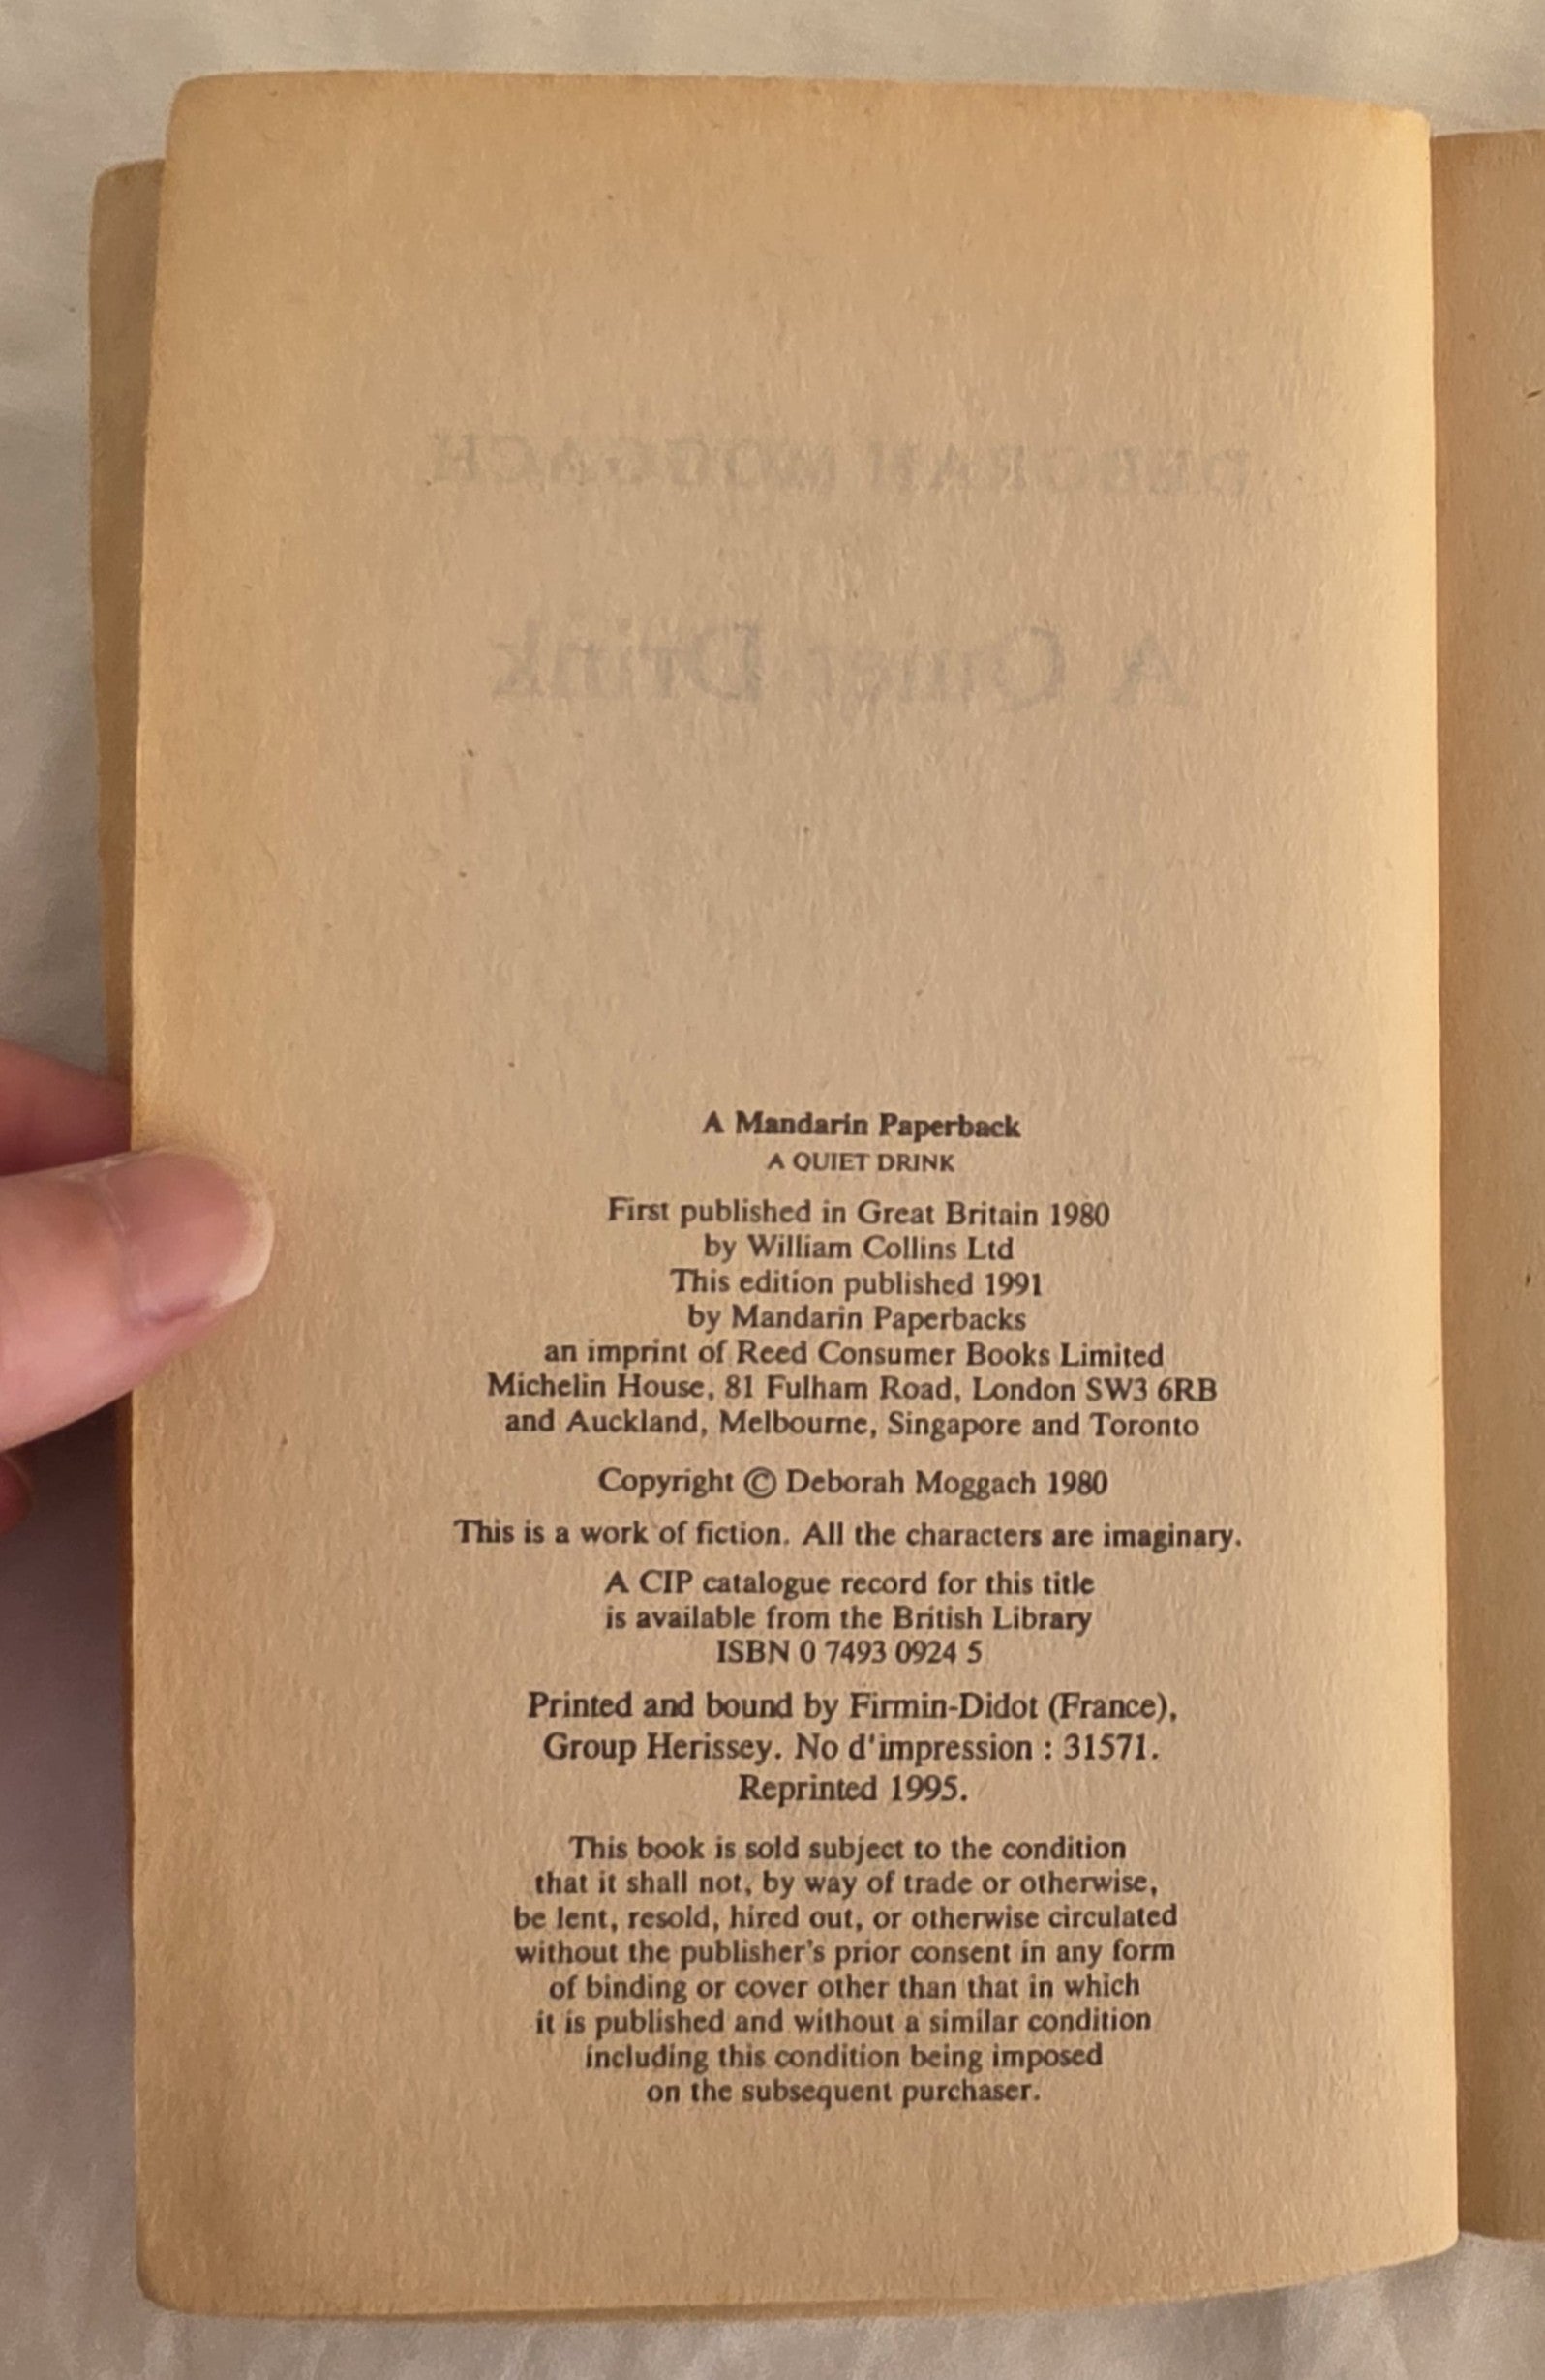 DEBORAH MOGGACH
A Quiet Drink
A Mandarin Paperback
A QUIET DRINK
First published in Great Britain 1980
by William Collins Ltd
This edition published 1991
by Mandarin Paperbacks
an imprint of Reed Consumer Books Limited
Michelin House, 81 Fulham Road, London SW3 6RB
and Auckland, Melbourne, Singapore and Toronto
Copyright © Deborah Moggach 1980
This is a work of fiction. All the characters are imaginary.
A CIP catalogue record for this title
is available from the British Library
ISBN 0 7493 0924 5
Printed and bound by Firmin-Didot (France),
Group Herissey. No d'impression : 31571.
Reprinted 1995.
This book is sold subject to the condition
that it shall not, by way of trade or otherwise,
be lent, resold, hired out, or otherwise circulated
without the publisher's prior consent in any form
of binding or cover other than that in which
it is published and without a similar condition
including this condition being imposed
on the subsequent purchaser.